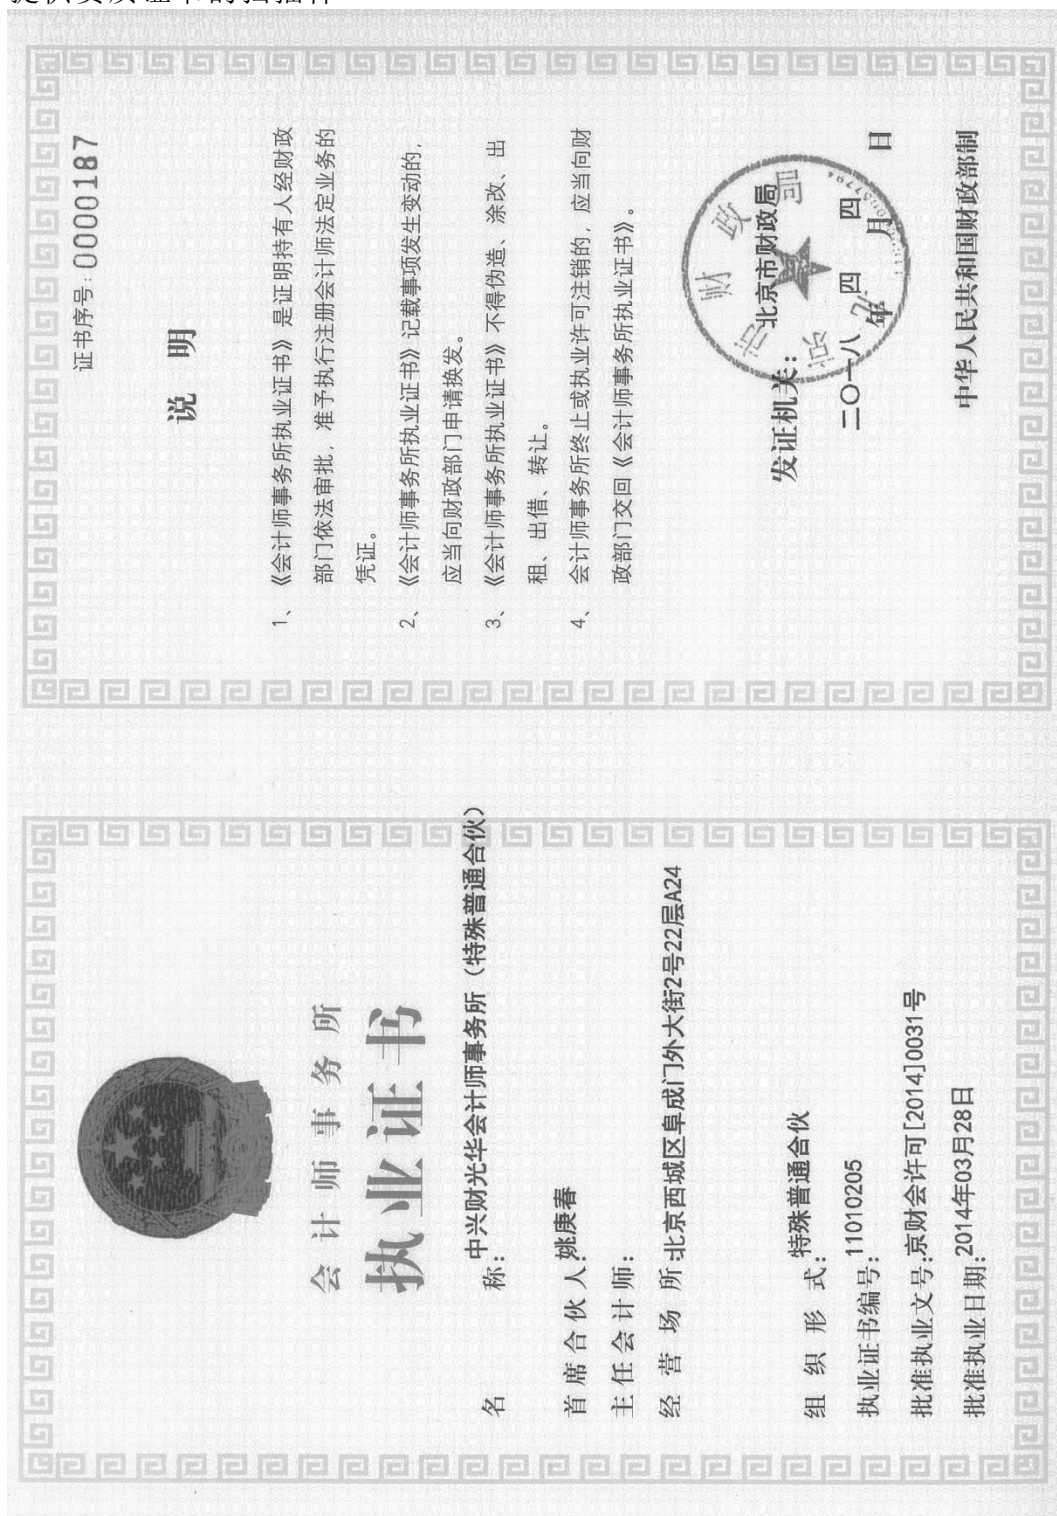 会计师事务所
执业证书
名 称：中兴财光华会计师事务所（特殊普通合伙）
首席合伙人：姚庚春
主任会计师：
经营场所：北京西城区阜成门外大街2号22层A24
组织形式：特殊普通合伙
执业证书编号：11010205
批准执业文号：京财会许可[2014]0031号
批准执业日期：2014年03月28日
证书序号：0000187
说 明
1、《会计师事务所执业证书》是证明持有人经财政
部门依法审批，准予执行注册会计师法定业务的
凭证。
2、《会计师事务所执业证书》记载事项发生变动的，
应当向财政部门申请换发。
3、《会计师事务所执业证书》不得伪造、涂改、出
租、出借、转让。
4、会计师事务所终止或执业许可注销的，应当向财
政部门交回《会计师事务所执业证书》。
发证机关：北京市财政局
北京市财政局
二〇一八年四月四日
中华人民共和国财政部制